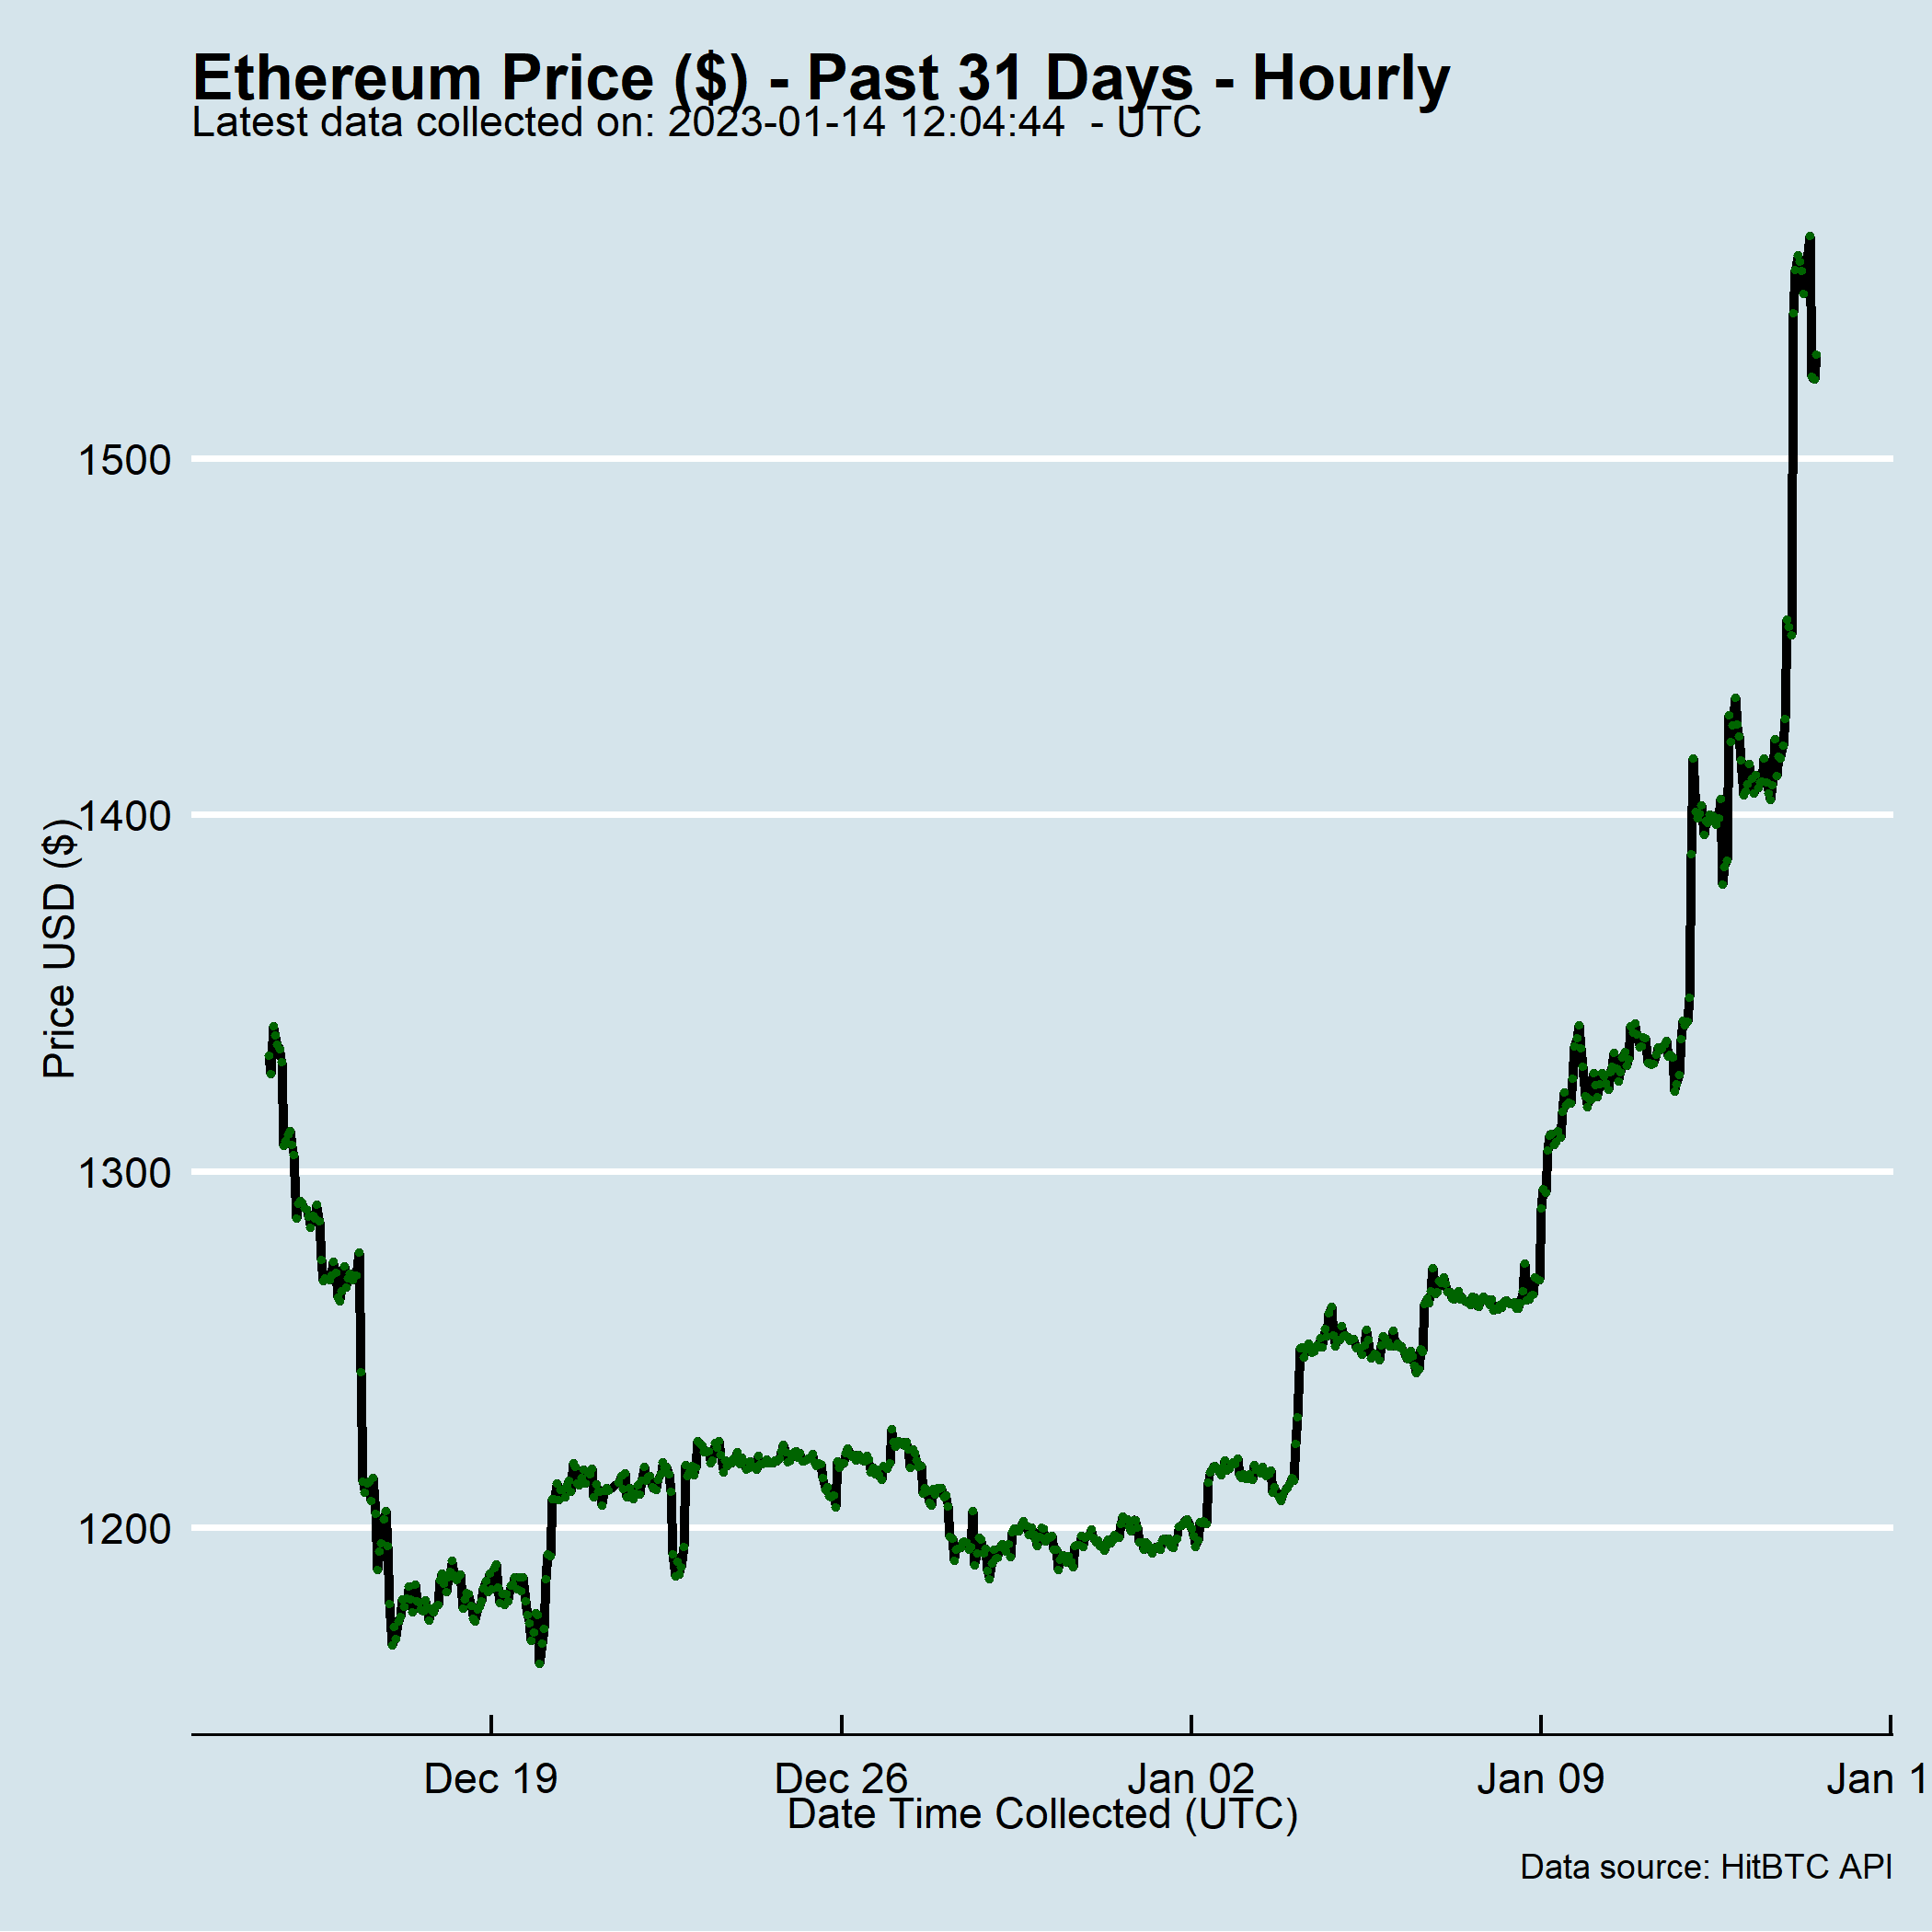 Ethereum Price ($) - Past 31 Days - Hourly
Latest data collected on: 2023-01-14 12:04:44  - UTC
1500
1400
1300
1200
Price USD ($)
Dec 19
Dec 26
Jan 02
Jan 09
Jan 1
Date Time Collected (UTC)
Data source: HitBTC API